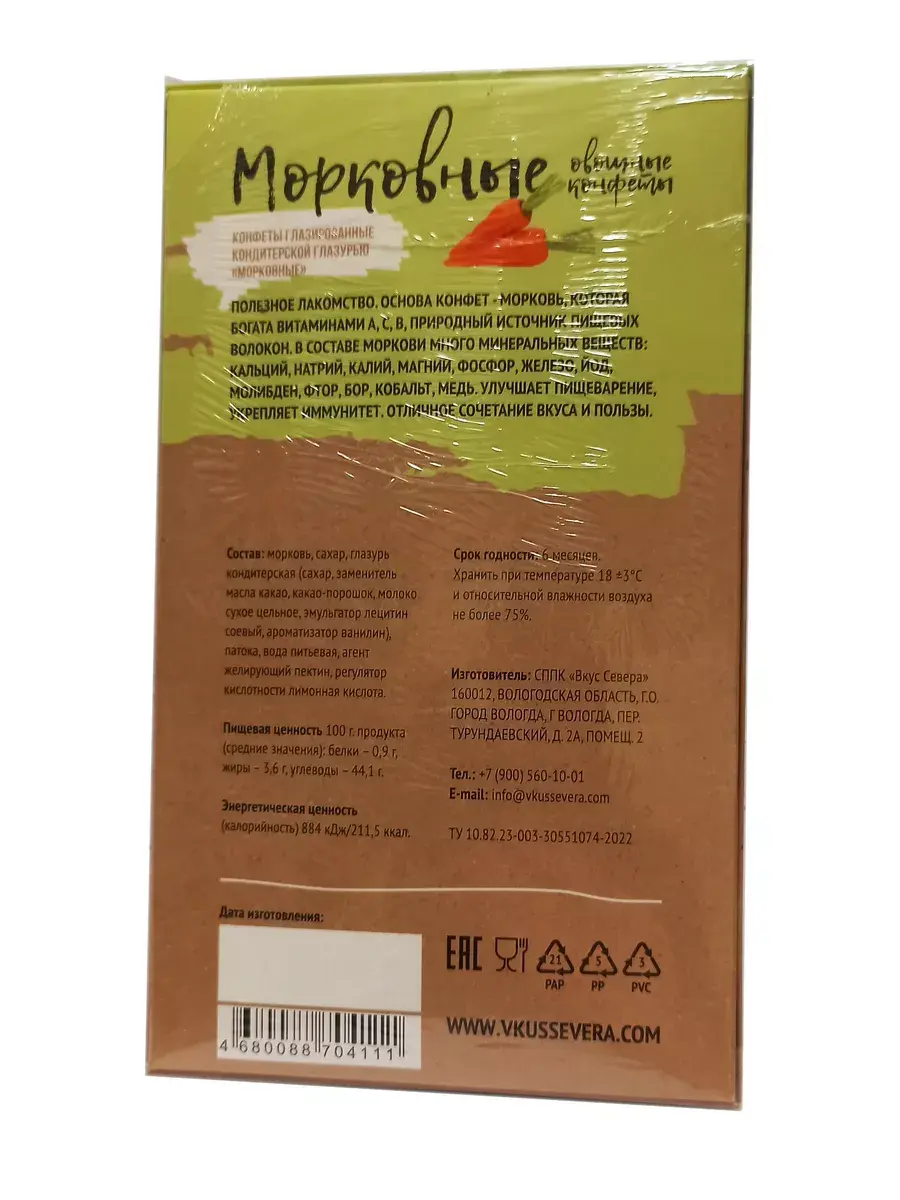 Морковные
овощные
конфеты
КОНФЕТЫ ГЛАЗИРОВАННЫЕ
КОНДИТЕРСКОЙ ГЛАЗУРЬЮ
«МОРКОВНЫЕ»
ПОЛЕЗНОЕ ЛАКОМСТВО. ОСНОВА КОНФЕТ - МОРКОВЬ, КОТОРАЯ
БОГАТА ВИТАМИНАМИ А, С, В, ПРИРОДНЫЙ ИСТОЧНИК ПИЩЕВЫХ
ВОЛОКОН. В СОСТАВЕ МОРКОВИ МНОГО МИНЕРАЛЬНЫХ ВЕЩЕСТВ:
КАЛЬЦИЙ, НАТРИЙ, КАЛИЙ, МАГНИЙ, ФОСФОР, ЖЕЛЕЗО, ЙОД,
МОЛИБДЕН, ФТОР, БОР, КОБАЛЬТ, МЕДЬ. УЛУЧШАЕТ ПИЩЕВАРЕНИЕ,
УКРЕПЛЯЕТ ИММУНИТЕТ. ОТЛИЧНОЕ СОЧЕТАНИЕ ВКУСА И ПОЛЬЗЫ.
Состав: морковь, сахар, глазурь
кондитерская (сахар, заменитель
масла какао, какао-порошок, молоко
сухое цельное, эмульгатор лецитин
соевый, ароматизатор ванилин),
патока, вода питьевая, агент
желирующий пектин, регулятор
кислотности лимонная кислота.
Пищевая ценность 100 г. продукта
(средние значения): белки – 0,9 г,
жиры – 3,6 г, углеводы – 44,1 г.
Энергетическая ценность
(калорийность) 884 кДж/211,5 ккал.
Срок годности: 6 месяцев.
Хранить при температуре 18 ±3°С
и относительной влажности воздуха
не более 75%.
Изготовитель: СППК «Вкус Севера»
160012, ВОЛОГОДСКАЯ ОБЛАСТЬ, Г.О.
ГОРОД ВОЛОГДА, Г ВОЛОГДА, ПЕР.
ТУРУНДАЕВСКИЙ, Д. 2А, ПОМЕЩ. 2
Тел.: +7 (900) 560-10-01
E-mail: info@vkussevera.com
ТУ 10.82.23-003-30551074-2022
Дата изготовления:
4 680088 704111
EAC
21 5 3
PAP PP PVC
WWW.VKUSSEVERA.COM